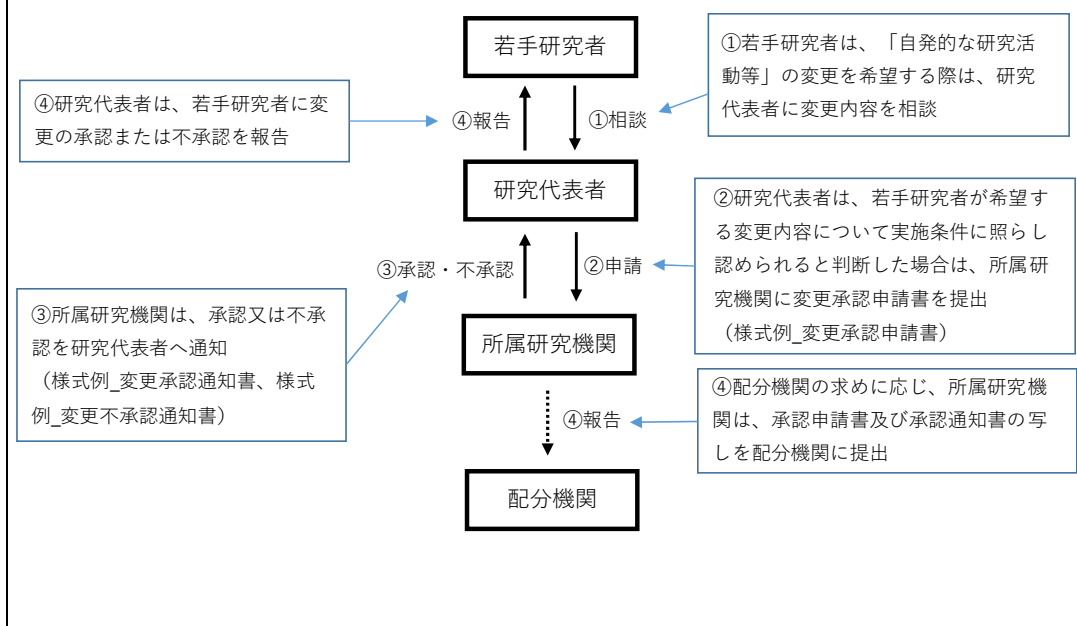 若手研究者
①若手研究者は、「自発的な研究活
動等」の変更を希望する際は、研究
代表者に変更内容を相談
④研究代表者は、若手研究者に変
更の承認または不承認を報告
④報告
①相談
研究代表者
②研究代表者は、若手研究者が希望す
る変更内容について実施条件に照らし
認められると判断した場合は、所属研
究機関に変更承認申請書を提出
（様式例_変更承認申請書）
③承認・不承認
②申請
③所属研究機関は、承認又は不承
認を研究代表者へ通知
（様式例_変更承認通知書、様式
例_変更不承認通知書）
所属研究機関
④報告
④配分機関の求めに応じ、所属研究機
関は、承認申請書及び承認通知書の写
しを配分機関に提出
配分機関